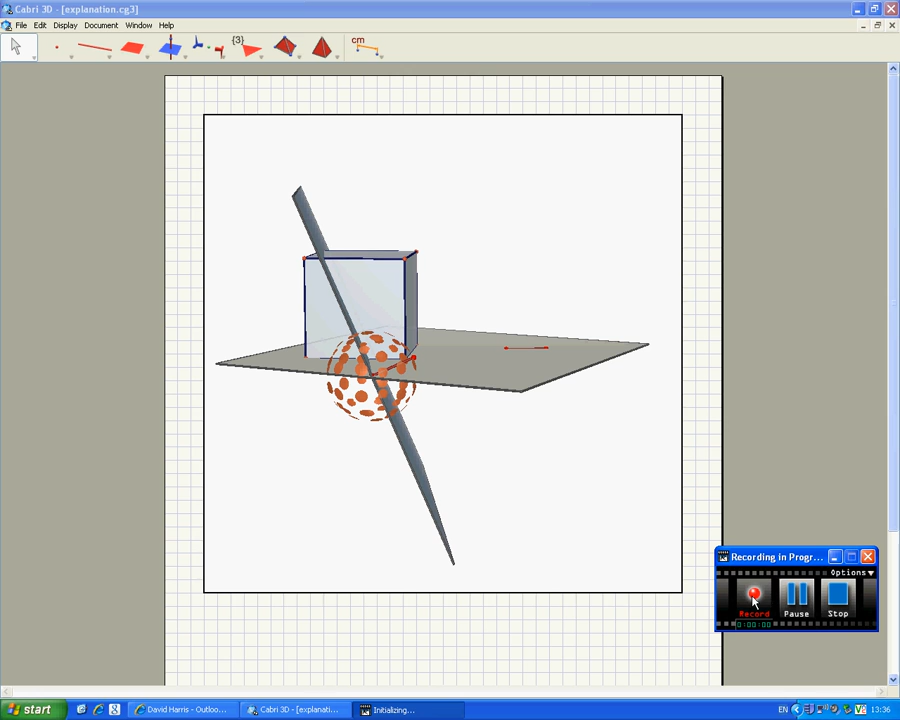 Cabri 3D - [explanation.cg3]
File Edit Display Document Window Help
{3} cm
Recording in Progr...
Options
Record Pause Stop
0:00:00
start David Harris - Outloo... Cabri 3D - [explanati... Initializing... EN 13:36